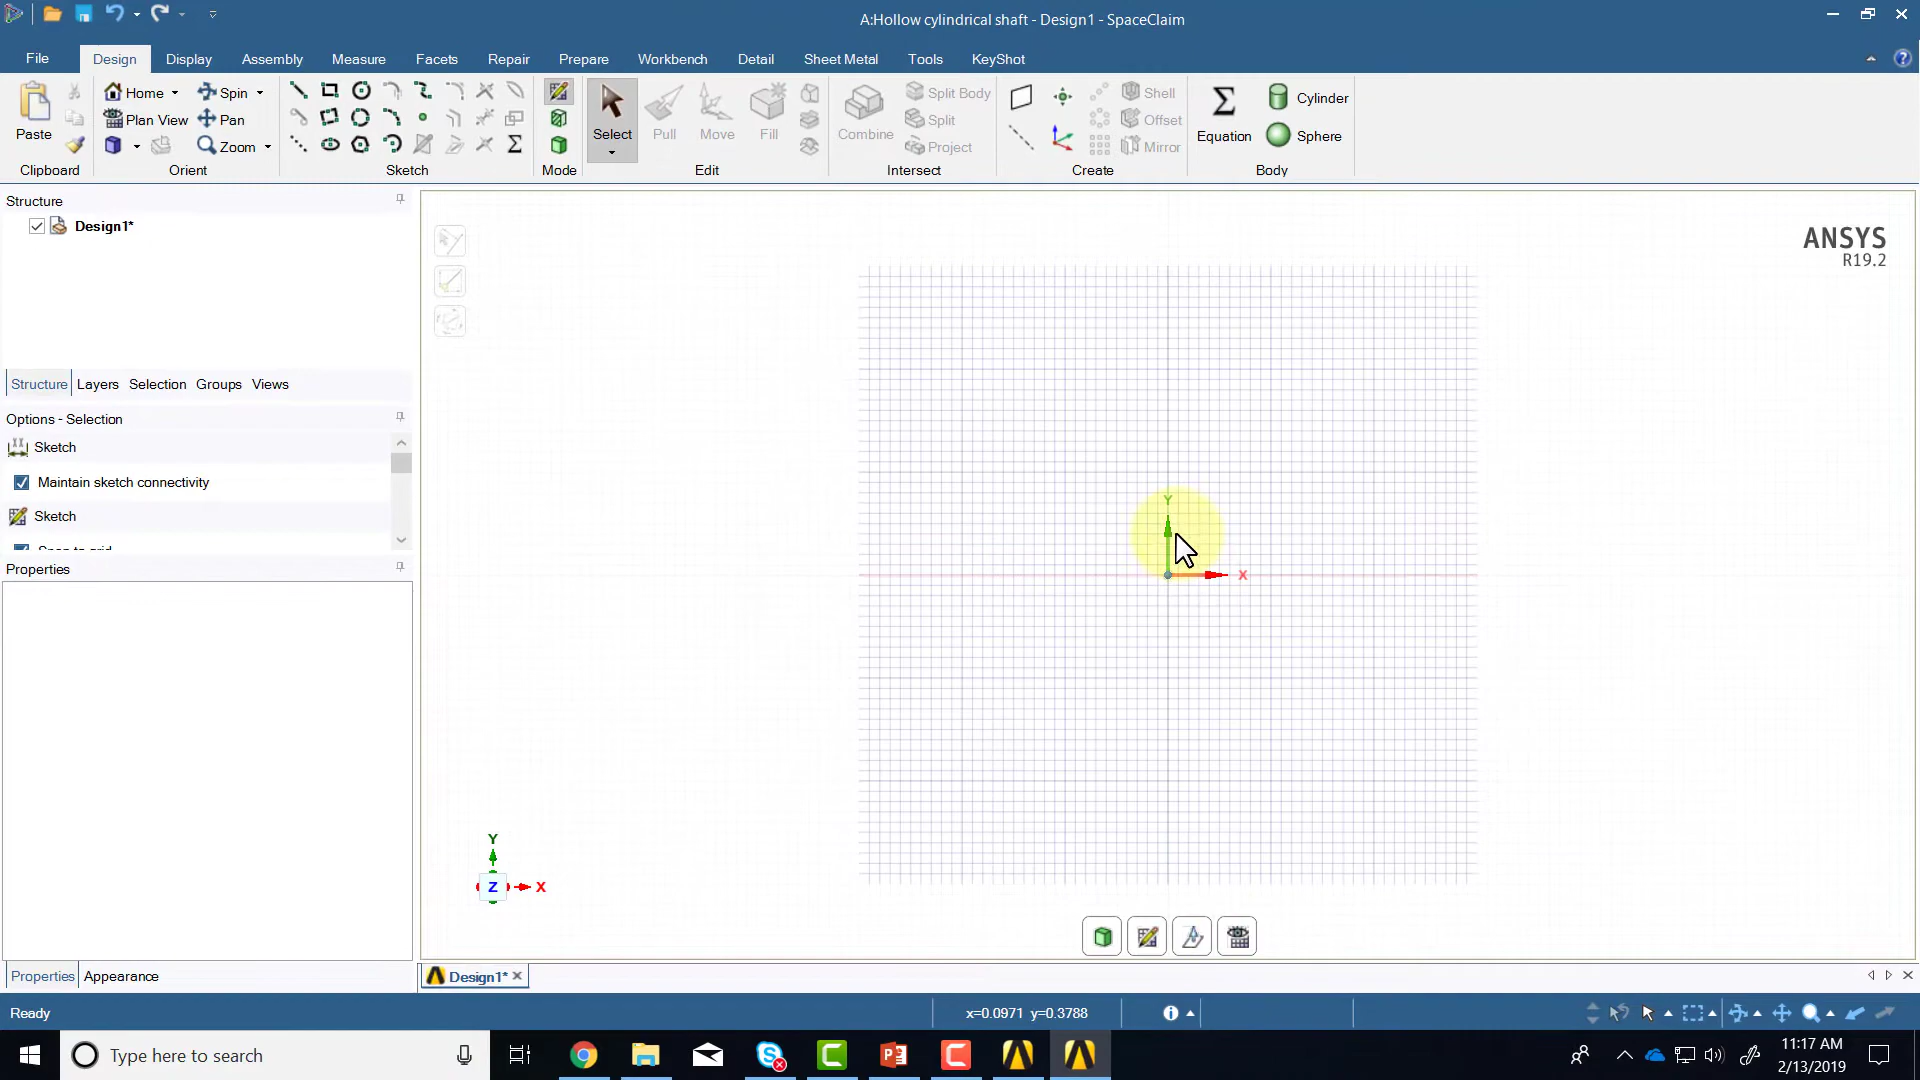 A:Hollow cylindrical shaft - Design1 - SpaceClaim
File Design Display Assembly Measure Facets Repair Prepare Workbench Detail Sheet Metal Tools KeyShot
Paste
Clipboard
Home Spin
Plan View Pan
Zoom
Orient
Sketch
Mode
Select Pull Move Fill
Edit
Combine Split Body
Split
Project
Intersect
Shell
Offset
Mirror
Create
Equation Cylinder
Sphere
Body
Structure
Design1*
Structure Layers Selection Groups Views
Options - Selection
Sketch
Maintain sketch connectivity
Sketch
Snap to grid
Properties
Properties Appearance
ANSYS
R19.2
Y
X
Y
Z X
Design1*
Ready
x=0.0971 y=0.3788
Type here to search
11:17 AM
2/13/2019